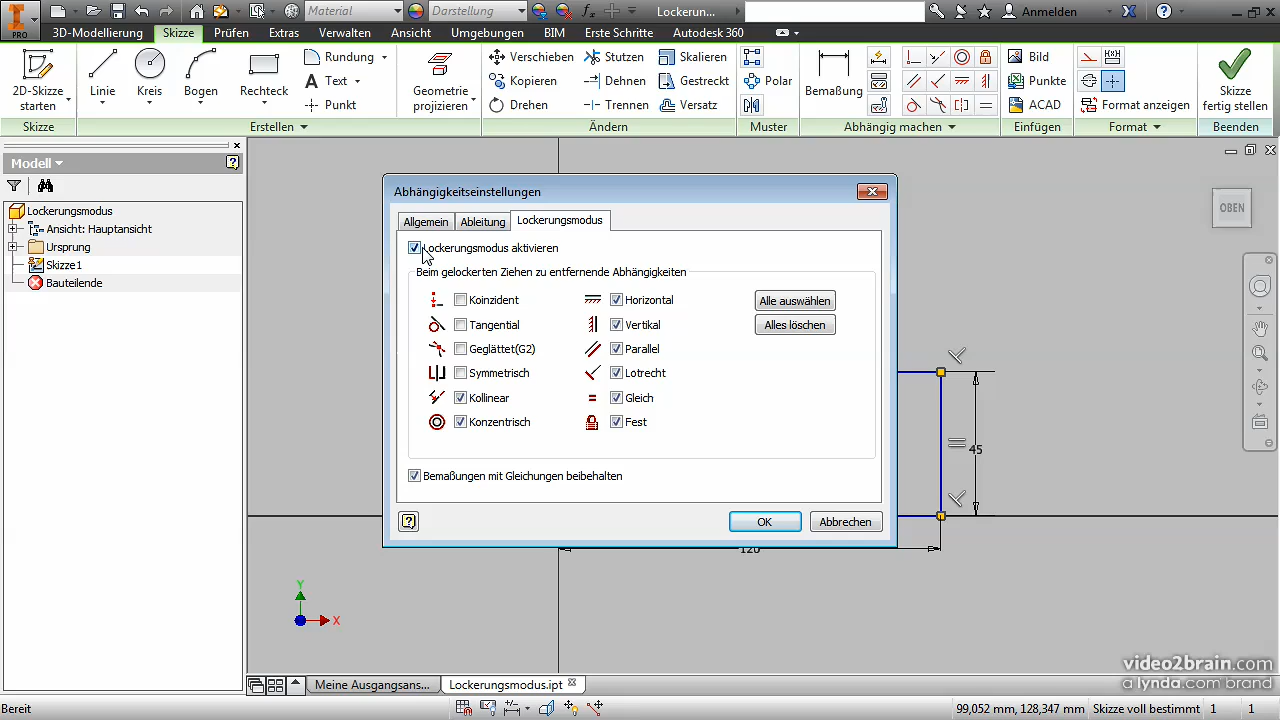 PRO
Material
Darstellung
Lockerun...
Anmelden
3D-Modellierung Skizze Prüfen Extras Verwalten Ansicht Umgebungen BIM Erste Schritte Autodesk 360
2D-Skizze starten
Linie
Kreis
Bogen
Rechteck
Rundung
Text
Punkt
Geometrie projizieren
Verschieben
Kopieren
Drehen
Stutzen
Dehnen
Trennen
Skalieren
Gestreckt
Versatz
Polar
Bemaßung
Bild
Punkte
ACAD
Format anzeigen
Skizze fertig stellen
Skizze Erstellen Ändern Muster Abhängig machen Einfügen Format Beenden
Modell
Lockerungsmodus
Ansicht: Hauptansicht
Ursprung
Skizze1
Bauteilende
Abhängigkeitseinstellungen
Allgemein Ableitung Lockerungsmodus
Lockerungsmodus aktivieren
Beim gelockerten Ziehen zu entfernende Abhängigkeiten
Koinzident Horizontal Alle auswählen
Tangential Vertikal Alles löschen
Geglättet(G2) Parallel
Symmetrisch Lotrecht
Kollinear Gleich
Konzentrisch Fest
Bemaßungen mit Gleichungen beibehalten
OK Abbrechen
OBEN
45
120
Y
X
video2brain.com
a lynda.com brand
Meine Ausgangsans... Lockerungsmodus.ipt
Bereit 99,052 mm, 128,347 mm Skizze voll bestimmt 1 1